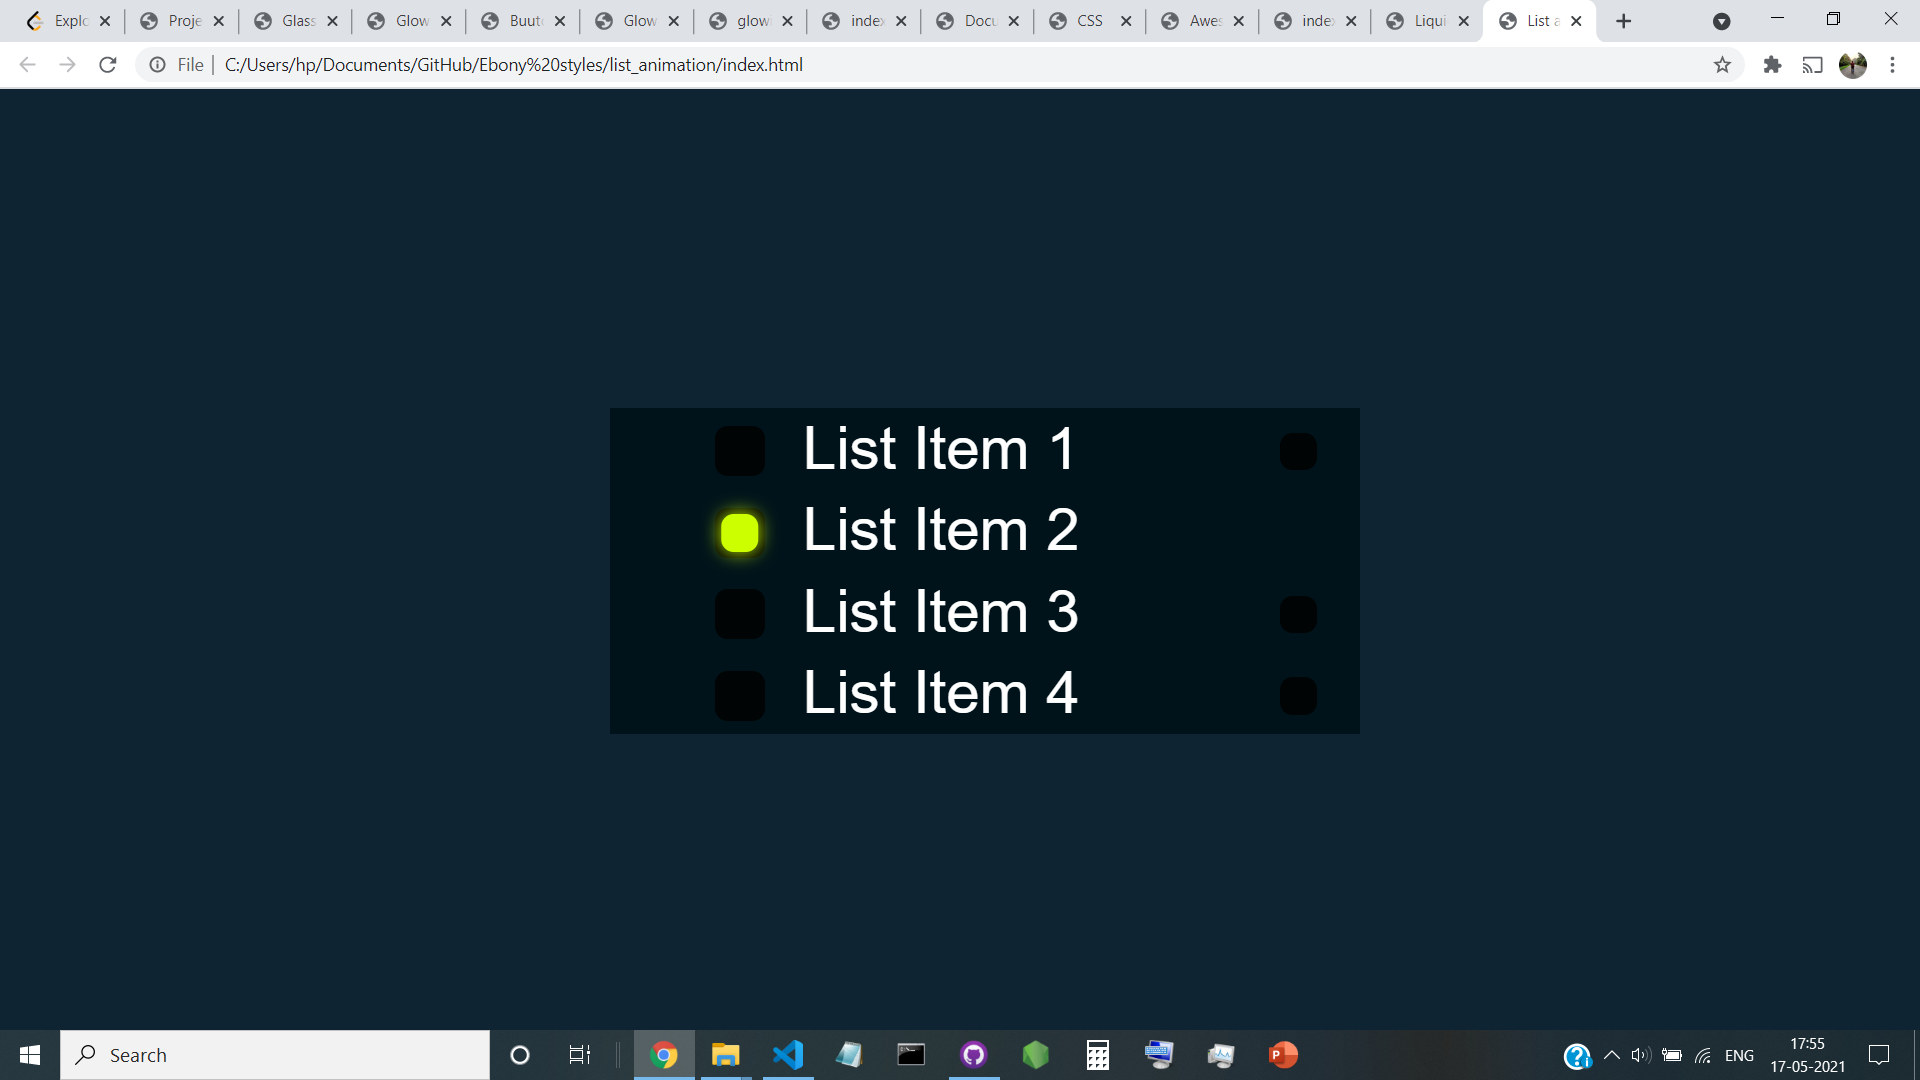 Explo
Proje
Glass
Glow
Buut
Glow
glow
index
Docu
CSS
Awes
index
Liqui
List a
File
C:/Users/hp/Documents/GitHub/Ebony%20styles/list_animation/index.html
List Item 1
List Item 2
List Item 3
List Item 4
Search
ENG
17:55
17-05-2021